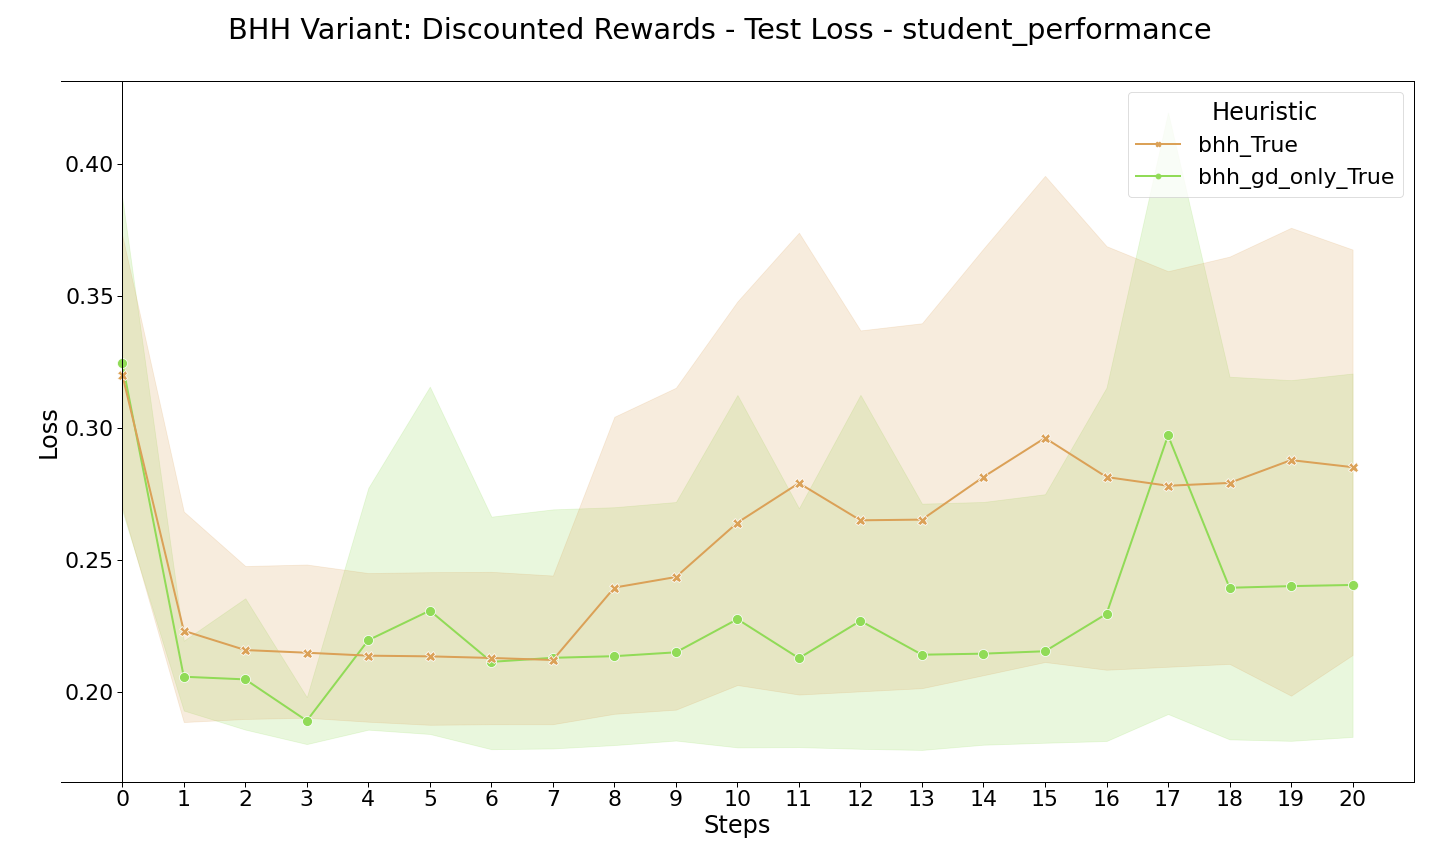 BHH Variant: Discounted Rewards - Test Loss - student_performance
Heuristic
bhh_True
bhh_gd_only_True
Loss
0.40
0.35
0.30
0.25
0.20
0 1 2 3 4 5 6 7 8 9 10 11 12 13 14 15 16 17 18 19 20
Steps